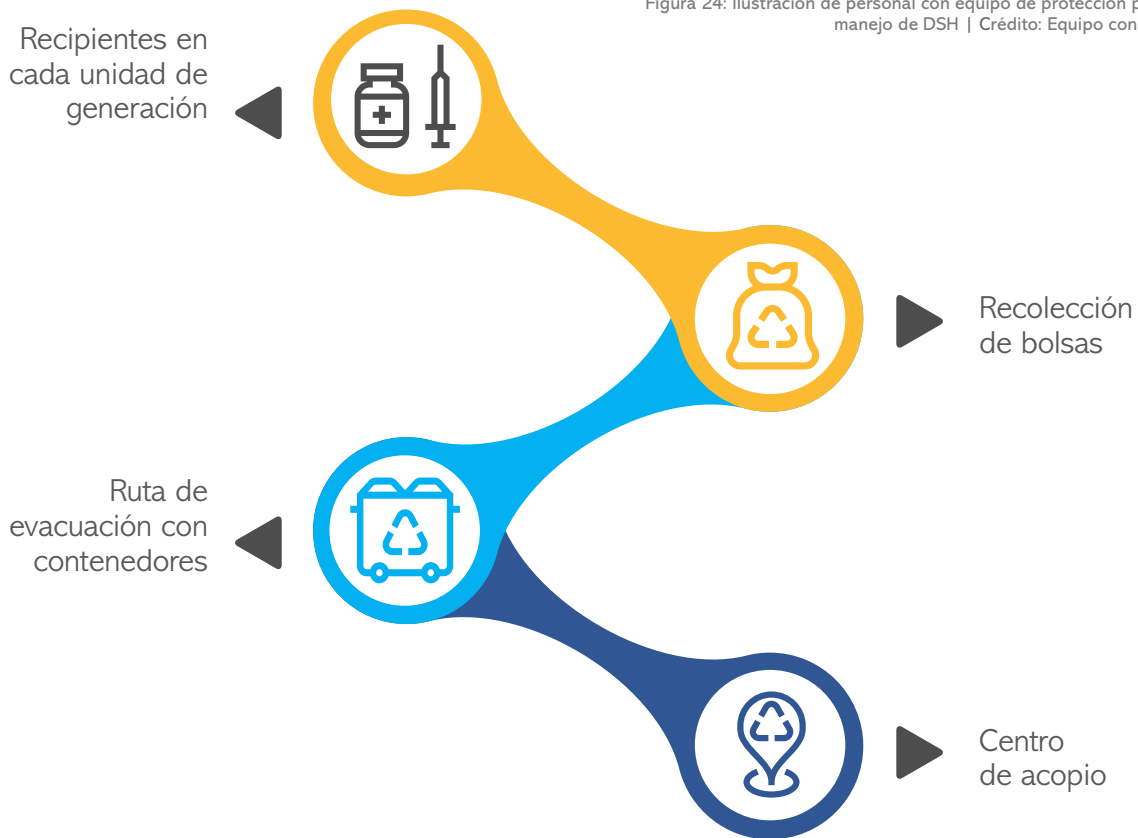 Figura 24: Ilustración de personal con equipo de protección
manejo de DSH | Crédito: Equipo
Recipientes en
cada unidad de
generación
Recolección
de bolsas
Ruta de
evacuación con
contenedores
Centro
de acopio